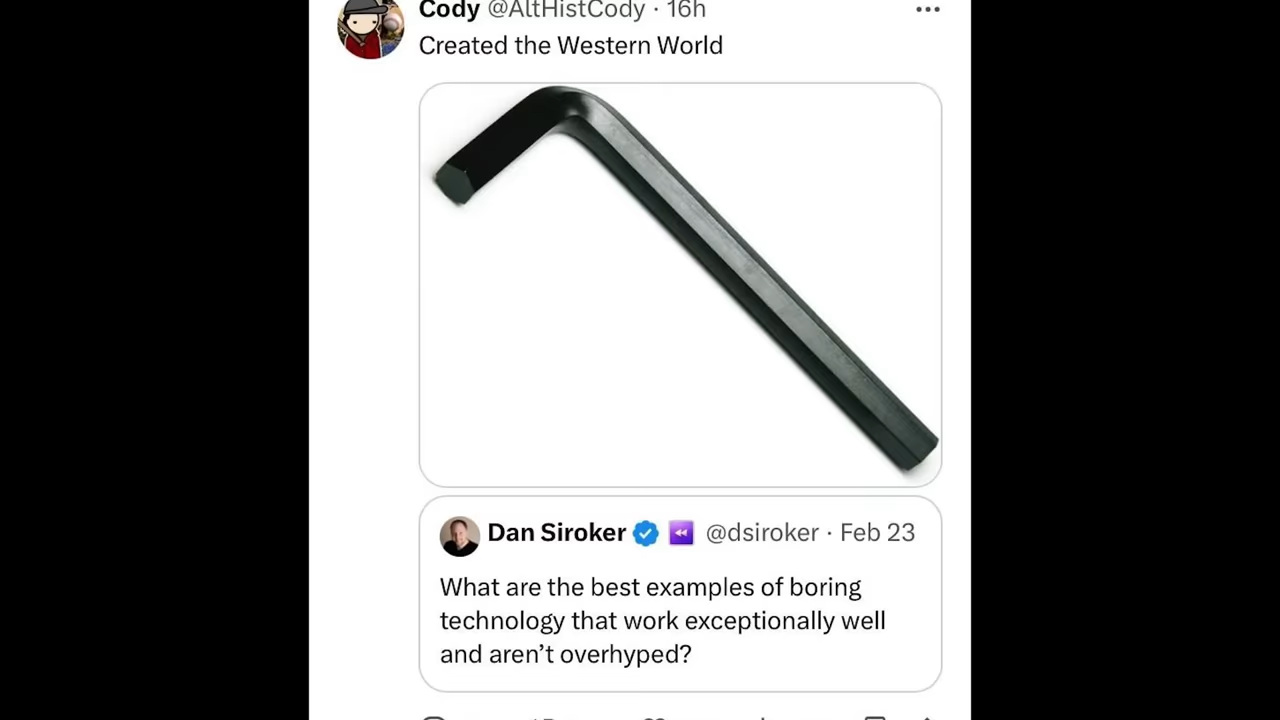 Cody @AltHistCody · 16h
Created the Western World
Dan Siroker @dsiroker · Feb 23
What are the best examples of boring
technology that work exceptionally well
and aren’t overhyped?